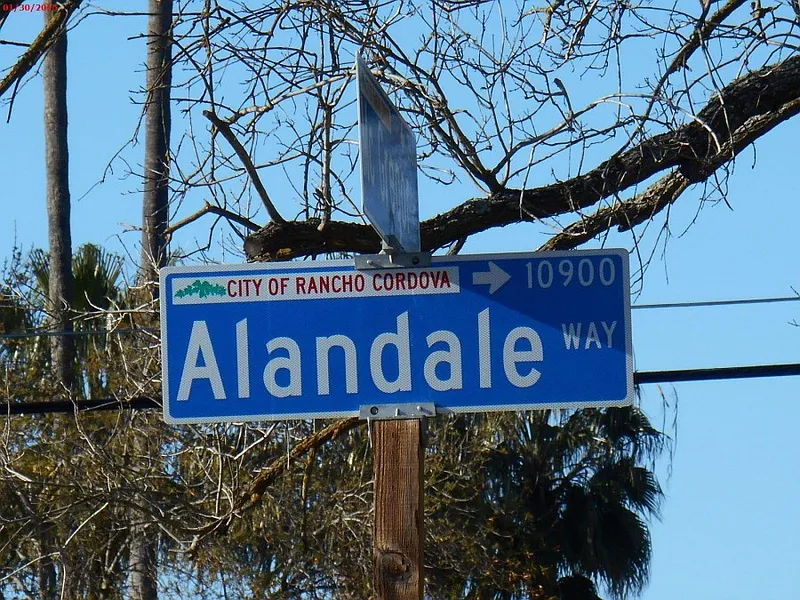 CITY OF RANCHO CORDOVA → 10900
Alandale WAY